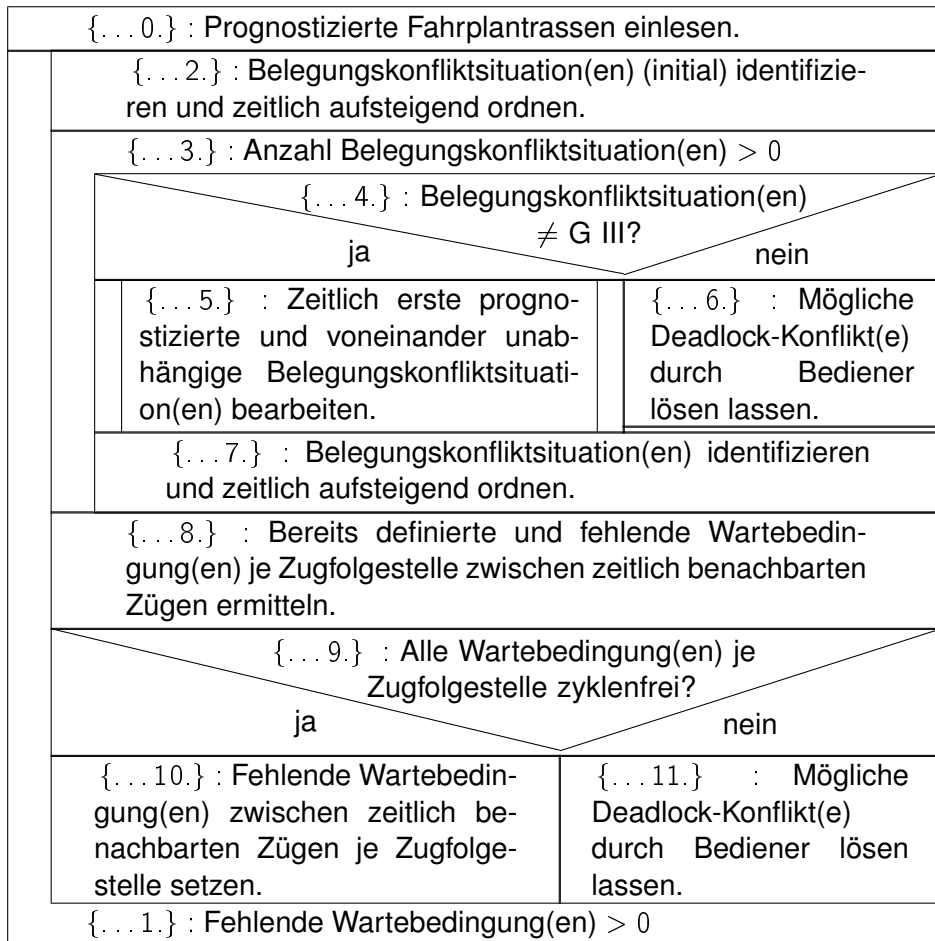 {...0.} : Prognostizierte Fahrplantrassen einlesen.
{...2.} : Belegungskonfliktsituation(en) (initial) identifizie-
ren und zeitlich aufsteigend ordnen.
{...3.} : Anzahl Belegungskonfliktsituation(en) > 0
{...4.} : Belegungskonfliktsituation(en)
≠ G III?
ja
nein
{...5.} : Zeitlich erste progno-
stizierte und voneinander unab-
hängige Belegungskonfliktsituati-
on(en) bearbeiten.
{...6.} : Mögliche
Deadlock-Konflikt(e)
durch Bediener
lösen lassen.
{...7.} : Belegungskonfliktsituation(en) identifizieren
und zeitlich aufsteigend ordnen.
{...8.} : Bereits definierte und fehlende Wartebedin-
gung(en) je Zugfolgestelle zwischen zeitlich benachbarten
Zügen ermitteln.
{...9.} : Alle Wartebedingung(en) je
Zugfolgestelle zyklenfrei?
ja
nein
{...10.} : Fehlende Wartebedin-
gung(en) zwischen zeitlich be-
nachbarten Zügen je Zugfolge-
stelle setzen.
{...11.} : Mögliche
Deadlock-Konflikt(e)
durch Bediener lösen
lassen.
{...1.} : Fehlende Wartebedingung(en) > 0